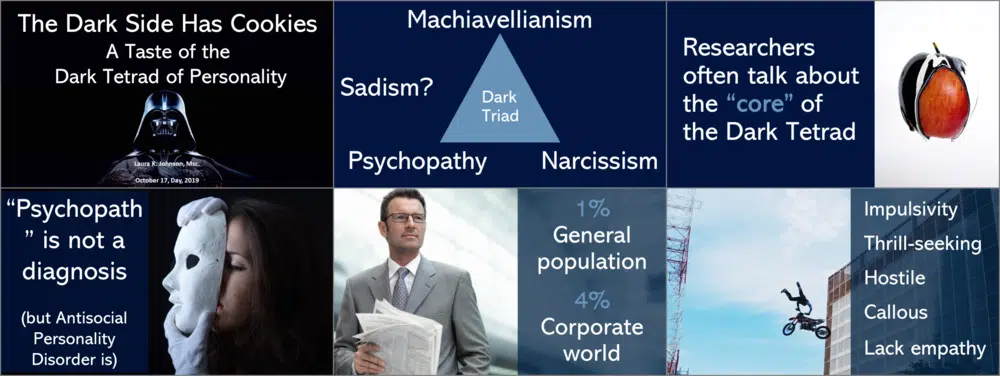 The Dark Side Has Cookies
A Taste of the
Dark Tetrad of Personality
Laura K. Johnson, Msc.
October 17, Day, 2019
Machiavellianism
Sadism?
Dark
Triad
Psychopathy
Narcissism
Researchers
often talk about
the “core” of
the Dark Tetrad
“Psychopath
” is not a
diagnosis
(but Antisocial
Personality
Disorder is)
1%
General
population
4%
Corporate
world
Impulsivity
Thrill-seeking
Hostile
Callous
Lack empathy